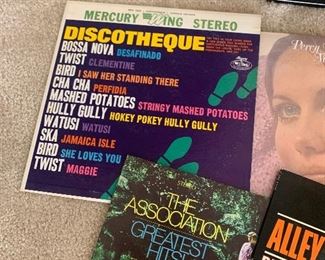 MERCURY WING STEREO
DISCOTHEQUE
BOSSA NOVA DESAFINADO
TWIST CLEMENTINE
BIRD I SAW HER STANDING THERE
CHA CHA PERFIDIA
MASHED POTATOES STRINGY MASHED POTATOES
HULLY GULLY HOKEY POKEY HULLY GULLY
WATUSI WATUSI
SKA JAMAICA ISLE
BIRD SHE LOVES YOU
TWIST MAGGIE
Percy
STEREO
THE
ASSOCIATION
GREATEST
HITS!
ALLEY